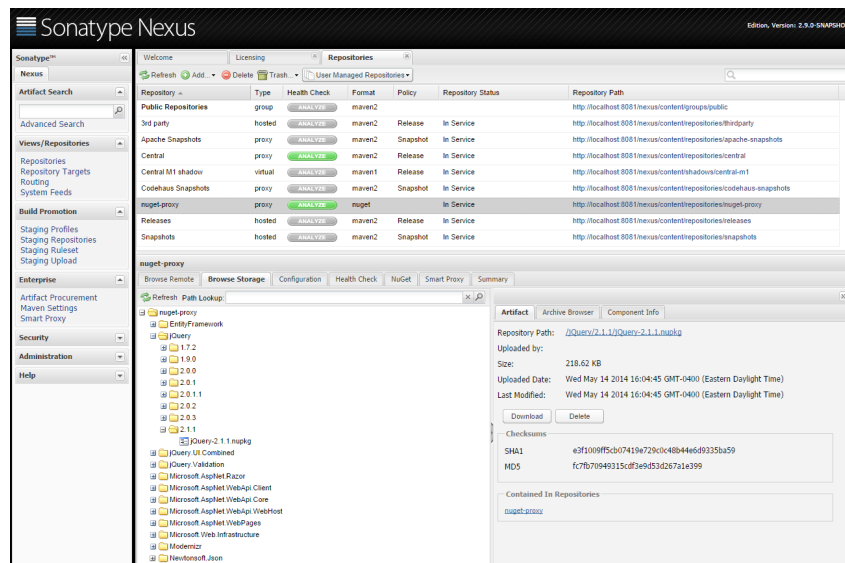 Sonatype Nexus
Edition, Version: 2.9.0-SNAPSHO
Sonatype™
Nexus
Artifact Search
Advanced Search
Views/Repositories
Repositories
Repository Targets
Routing
System Feeds
Build Promotion
Staging Profiles
Staging Repositories
Staging Ruleset
Staging Upload
Enterprise
Artifact Procurement
Maven Settings
Smart Proxy
Security
Administration
Help
Welcome Licensing Repositories
Refresh Add... Delete Trash... User Managed Repositories
Repository Type Health Check Format Policy Repository Status Repository Path
Public Repositories group ANALYZE maven2 http://localhost:8081/nexus/content/groups/public
3rd party hosted ANALYZE maven2 Release In Service http://localhost:8081/nexus/content/repositories/thirdparty
Apache Snapshots proxy ANALYZE maven2 Snapshot In Service http://localhost:8081/nexus/content/repositories/apache-snapshots
Central proxy ANALYZE maven2 Release In Service http://localhost:8081/nexus/content/repositories/central
Central M1 shadow virtual ANALYZE maven1 Release In Service http://localhost:8081/nexus/content/shadows/central-m1
Codehaus Snapshots proxy ANALYZE maven2 Snapshot In Service http://localhost:8081/nexus/content/repositories/codehaus-snapshots
nuget-proxy proxy ANALYZE nuget In Service http://localhost:8081/nexus/content/repositories/nuget-proxy
Releases hosted ANALYZE maven2 Release In Service http://localhost:8081/nexus/content/repositories/releases
Snapshots hosted ANALYZE maven2 Snapshot In Service http://localhost:8081/nexus/content/repositories/snapshots
nuget-proxy
Browse Remote Browse Storage Configuration Health Check NuGet Smart Proxy Summary
Refresh Path Lookup:
nuget-proxy
EntityFramework
jQuery
1.7.2
1.9.0
2.0.0
2.0.1
2.0.1.1
2.0.2
2.0.3
2.1.1
jQuery-2.1.1.nupkg
jQuery.UI.Combined
jQuery.Validation
Microsoft.AspNet.Razor
Microsoft.AspNet.WebApi.Client
Microsoft.AspNet.WebApi.Core
Microsoft.AspNet.WebApi.WebHost
Microsoft.AspNet.WebPages
Microsoft.Web.Infrastructure
Modernizr
Newtonsoft.Json
Artifact Archive Browser Component Info
Repository Path: /jQuery/2.1.1/jQuery-2.1.1.nupkg
Uploaded by:
Size: 218.62 KB
Uploaded Date: Wed May 14 2014 16:04:45 GMT-0400 (Eastern Daylight Time)
Last Modified: Wed May 14 2014 16:04:45 GMT-0400 (Eastern Daylight Time)
Download Delete
Checksums
SHA1 e3f1009ff5cb07419e729c0c48b44e6d9335ba59
MD5 fc7fb70949315cdf3e9d53d267a1e399
Contained In Repositories
nuget-proxy